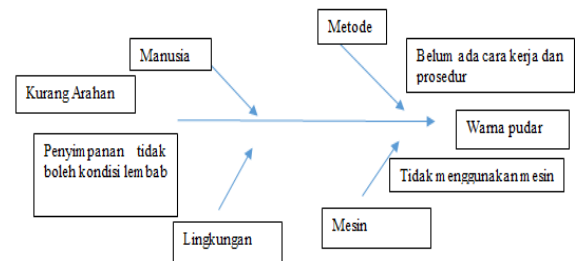 Metode
Manusia
Belum ada cara kerja dan
prosedur
Kurang Arahan
Warna pudar
Penyimpanan tidak
boleh kondisi lembab
Tidak menggunakan mesin
Mesin
Lingkungan